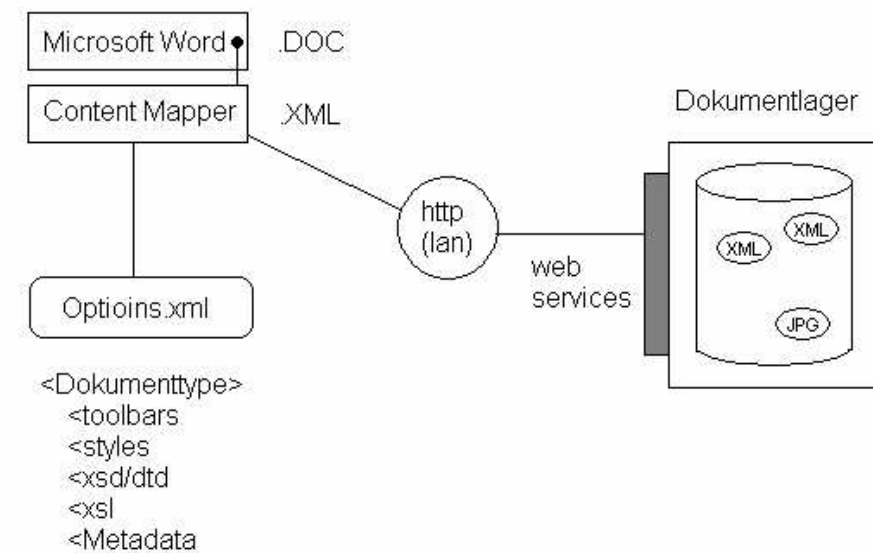 Microsoft Word .DOC
Content Mapper .XML
Dokumentlager
http
(lan)
web
services
XML
XML
JPG
Optioins.xml
<Dokumenttype>
<toolbars
<styles
<xsd/dtd
<xsl
<Metadata